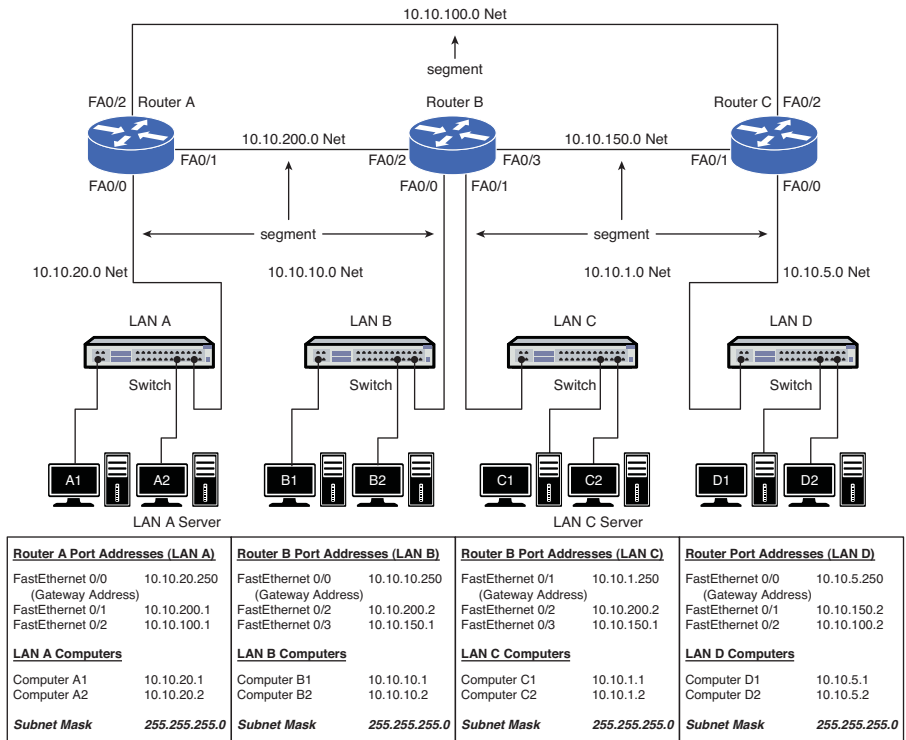 10.10.100.0 Net
segment
FA0/2 Router A
Router B
Router C FA0/2
10.10.200.0 Net
10.10.150.0 Net
FA0/1
FA0/2
FA0/3
FA0/1
FA0/0
FA0/0
FA0/1
FA0/0
segment
segment
10.10.20.0 Net
10.10.10.0 Net
10.10.1.0 Net
10.10.5.0 Net
LAN A
LAN B
LAN C
LAN D
Switch
Switch
Switch
Switch
A1
A2
B1
B2
C1
C2
D1
D2
LAN A Server
LAN C Server
Router A Port Addresses (LAN A)
FastEthernet 0/0 10.10.20.250
(Gateway Address)
FastEthernet 0/1 10.10.200.1
FastEthernet 0/2 10.10.100.1
LAN A Computers
Computer A1 10.10.20.1
Computer A2 10.10.20.2
Subnet Mask 255.255.255.0
Router B Port Addresses (LAN B)
FastEthernet 0/0 10.10.10.250
(Gateway Address)
FastEthernet 0/2 10.10.200.2
FastEthernet 0/3 10.10.150.1
LAN B Computers
Computer B1 10.10.10.1
Computer B2 10.10.10.2
Subnet Mask 255.255.255.0
Router B Port Addresses (LAN C)
FastEthernet 0/1 10.10.1.250
(Gateway Address)
FastEthernet 0/2 10.10.200.2
FastEthernet 0/3 10.10.150.1
LAN C Computers
Computer C1 10.10.1.1
Computer C2 10.10.1.2
Subnet Mask 255.255.255.0
Router Port Addresses (LAN D)
FastEthernet 0/0 10.10.5.250
(Gateway Address)
FastEthernet 0/1 10.10.150.2
FastEthernet 0/2 10.10.100.2
LAN D Computers
Computer D1 10.10.5.1
Computer D2 10.10.5.2
Subnet Mask 255.255.255.0